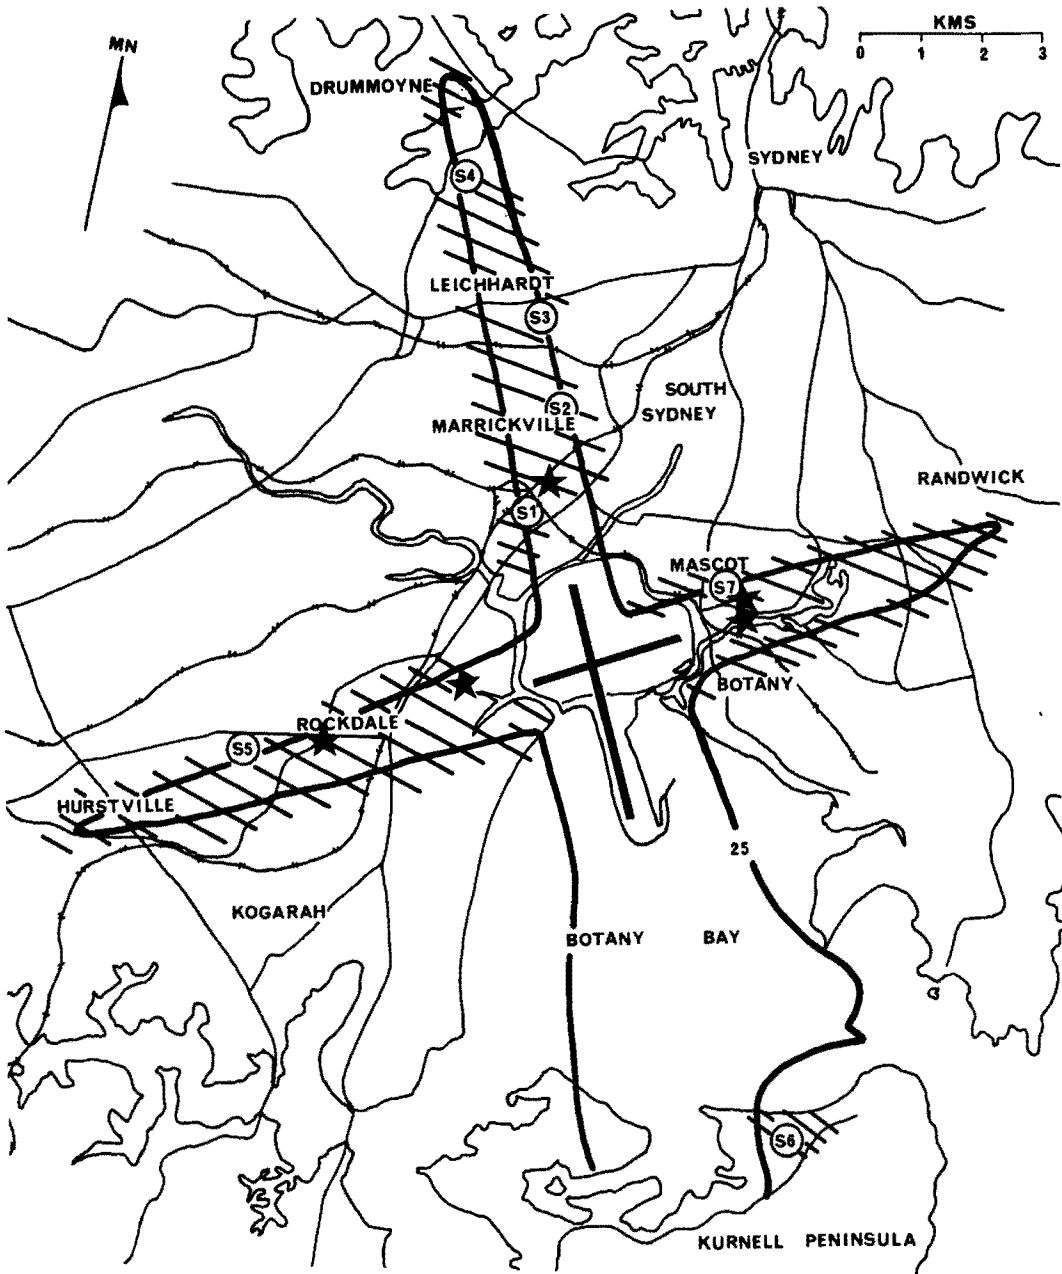 KMS
0 1 2 3
MN
DRUMMOYNE
SYDNEY
S4
LEICHHARDT
S3
SOUTH
SYDNEY
S2
MARRICKVILLE
RANDWICK
S1
MASCOT
S7
BOTANY
ROCKDALE
S5
HURSTVILLE
25
KOGARAH
BOTANY BAY
S6
KURNELL PENINSULA